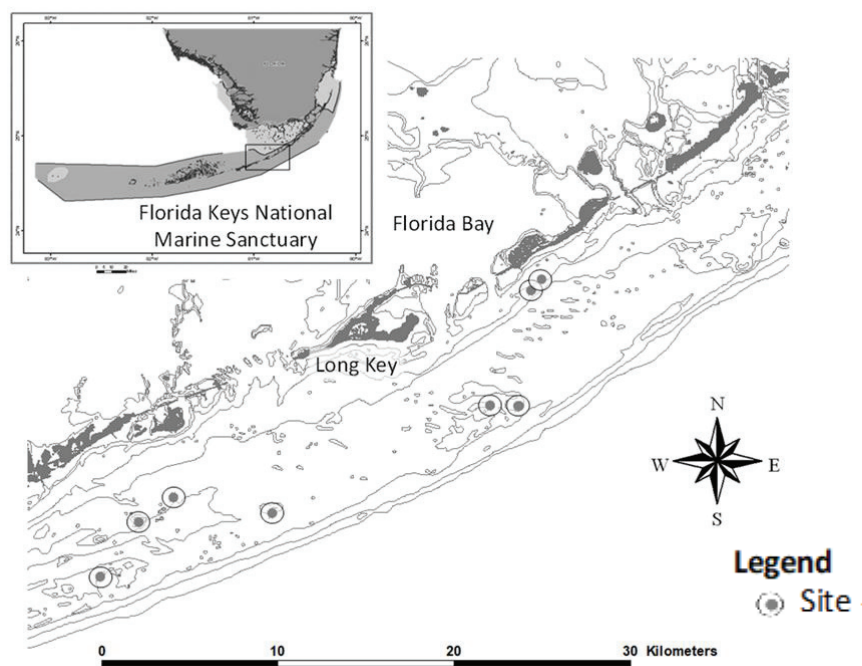 Florida Keys National
Marine Sanctuary
Florida Bay
Long Key
N
W E
S
Legend
Site
0 10 20 30 Kilometers